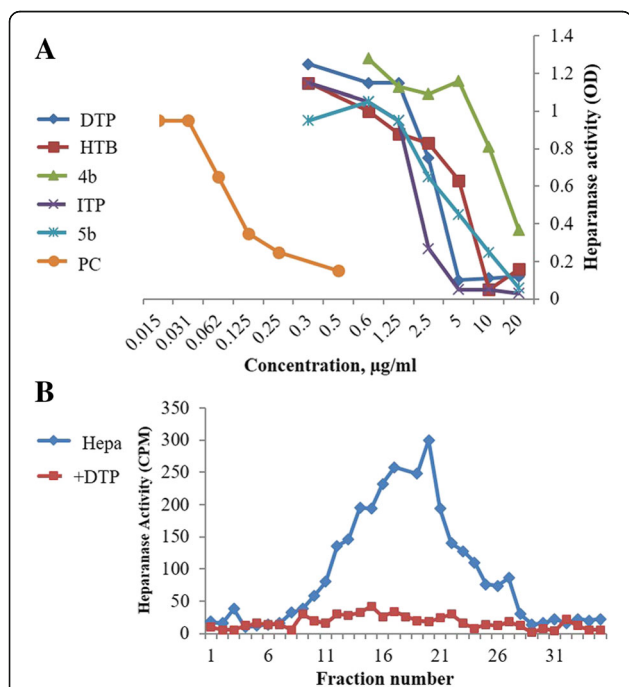 A
DTP
HTB
4b
ITP
5b
PC
1.4
1.2
1
0.8
0.6
0.4
0.2
0
Heparanase activity (OD)
0.015 0.031 0.062 0.125 0.25 0.3 0.5 0.6 1.25 2.5 5 10 20
Concentration, µg/ml
B
Hepa
+DTP
Heparanase Activity (CPM)
350
300
250
200
150
100
50
0
1 6 11 16 21 26 31
Fraction number